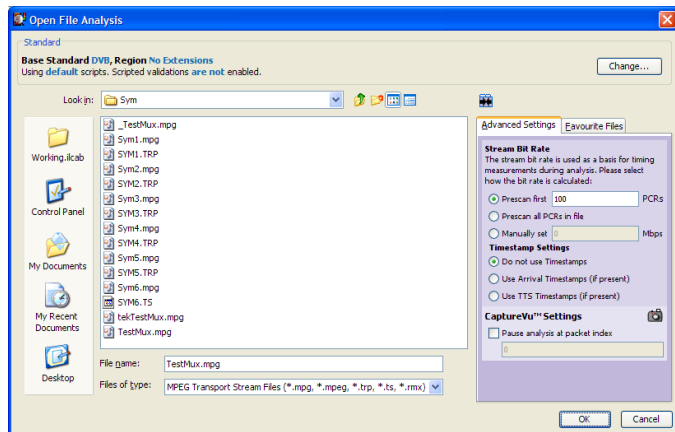 Open File Analysis
Standard
Base Standard DVB, Region No Extensions
Using default scripts. Scripted validations are not enabled.
Change...
Look in:
Sym
Working.ilcab
Control Panel
My Documents
My Recent
Documents
Desktop
_TestMux.mpg
Sym1.mpg
SYM1.TRP
Sym2.mpg
SYM2.TRP
Sym3.mpg
SYM3.TRP
Sym4.mpg
SYM4.TRP
Sym5.mpg
SYM5.TRP
Sym6.mpg
SYM6.TS
tekTestMux.mpg
TestMux.mpg
File name:
TestMux.mpg
Files of type:
MPEG Transport Stream Files (*.mpg, *.mpeg, *.trp, *.ts, *.rmx)
Advanced Settings
Favourite Files
Stream Bit Rate
The stream bit rate is used as a basis for timing
measurements during analysis. Please select
how the bit rate is calculated:
Prescan first 100 PCRs
Prescan all PCRs in file
Manually set 0 Mbps
Timestamp Settings
Do not use Timestamps
Use Arrival Timestamps (if present)
Use TTS Timestamps (if present)
CaptureVu™ Settings
Pause analysis at packet index
0
OK
Cancel